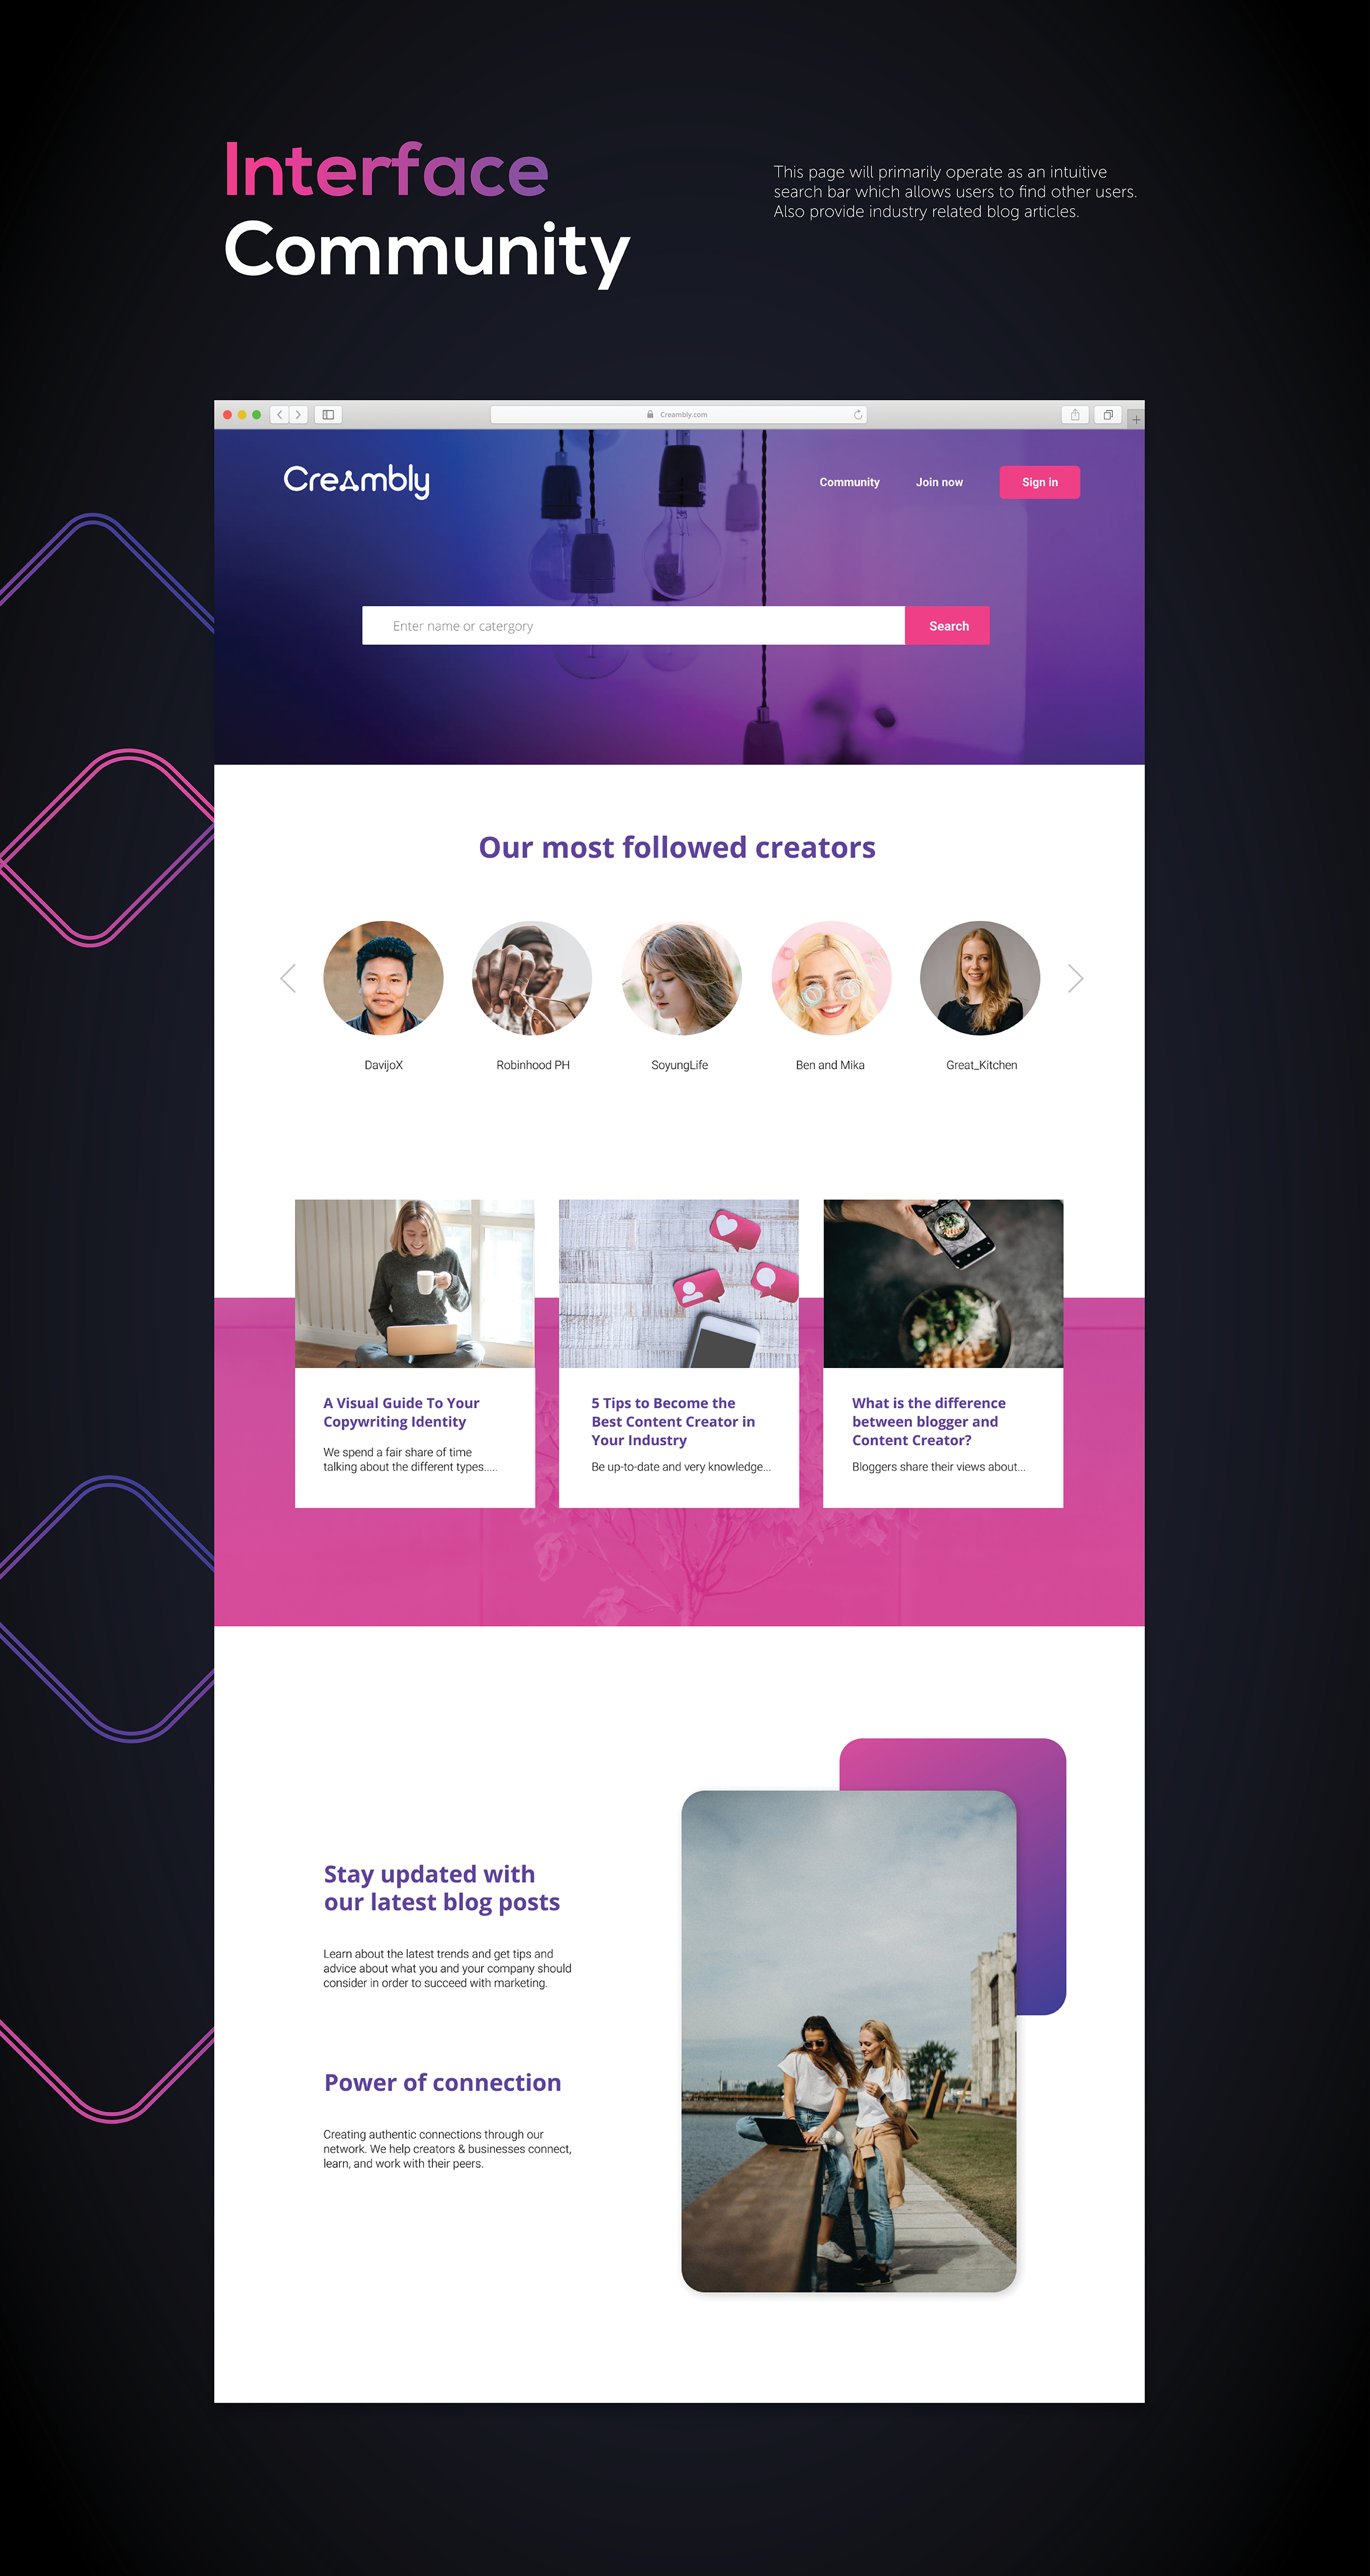 Interface
Community
This page will primarily operate as an intuitive
search bar which allows users to find other users.
Also provide industry related blog articles.
Creambly.com
Creambly
Community
Join now
Sign in
Enter name or catergory
Search
Our most followed creators
DavijoX
Robinhood PH
SoyungLife
Ben and Mika
Great_Kitchen
A Visual Guide To Your
Copywriting Identity
We spend a fair share of time
talking about the different types.....
5 Tips to Become the
Best Content Creator in
Your Industry
Be up-to-date and very knowledge...
What is the difference
between blogger and
Content Creator?
Bloggers share their views about...
Stay updated with
our latest blog posts
Learn about the latest trends and get tips and
advice about what you and your company should
consider in order to succeed with marketing.
Power of connection
Creating authentic connections through our
network. We help creators & businesses connect,
learn, and work with their peers.